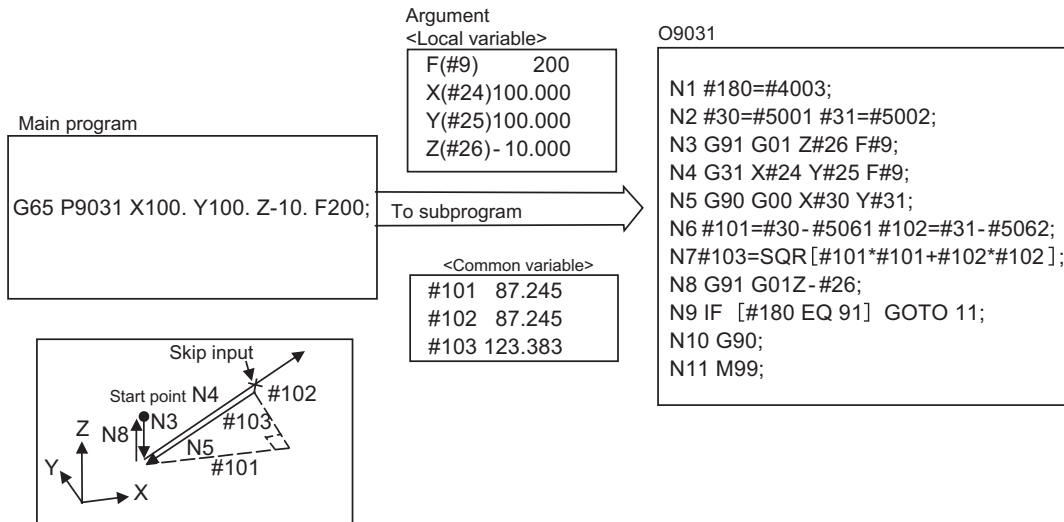 Main program
G65 P9031 X100. Y100. Z-10. F200;
Argument
<Local variable>
F(#9) 200
X(#24)100.000
Y(#25)100.000
Z(#26)-10.000
To subprogram
<Common variable>
#101 87.245
#102 87.245
#103 123.383
O9031
N1 #180=#4003;
N2 #30=#5001 #31=#5002;
N3 G91 G01 Z#26 F#9;
N4 G31 X#24 Y#25 F#9;
N5 G90 G00 X#30 Y#31;
N6 #101=#30-#5061 #102=#31-#5062;
N7#103=SQR[#101*#101+#102*#102];
N8 G91 G01Z-#26;
N9 IF [#180 EQ 91] GOTO 11;
N10 G90;
N11 M99;
Skip input
Start point N4
#102
N3
#103
Z
N8
N5
#101
Y
X